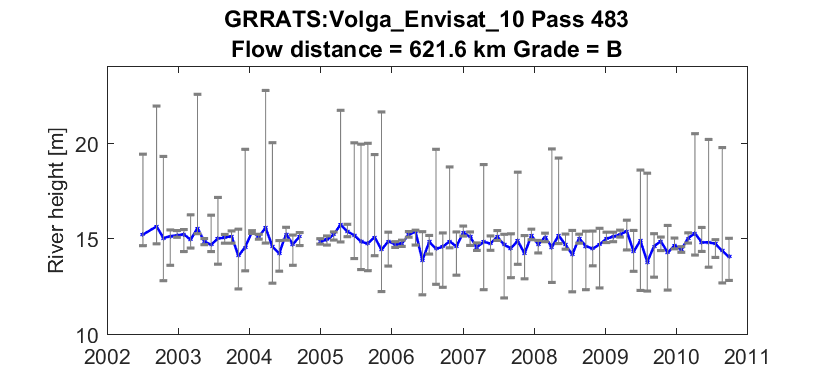 GRRATS:Volga_Envisat_10 Pass 483
Flow distance = 621.6 km Grade = B
River height [m]
20
15
10
2002 2003 2004 2005 2006 2007 2008 2009 2010 2011